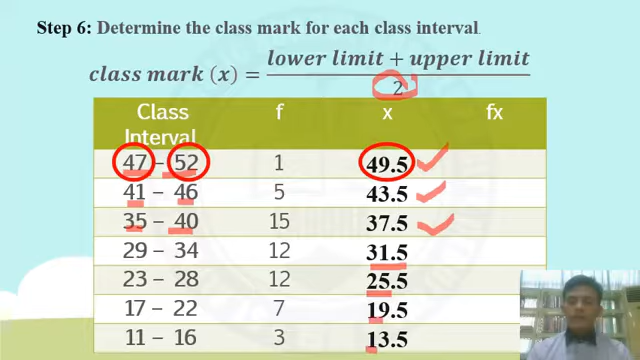 Step 6: Determine the class mark for each class interval.
class mark (x) = lower limit + upper limit
2
Class Interval f x fx
47 – 52 1 49.5
41 – 46 5 43.5
35 – 40 15 37.5
29 – 34 12 31.5
23 – 28 12 25.5
17 – 22 7 19.5
11 – 16 3 13.5